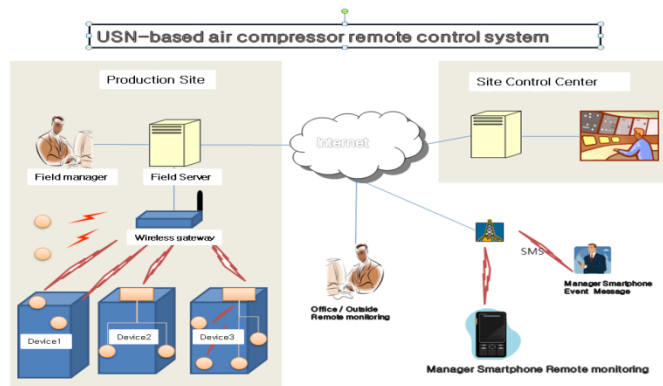 USN-based air compressor remote control system
Production Site
Site Control Center
Internet
Field manager
Field Server
Wireless gateway
SMS
Manager Smartphone
Event Message
Office / Outside
Remote monitoring
Device1
Device2
Device3
Manager Smartphone Remote monitoring